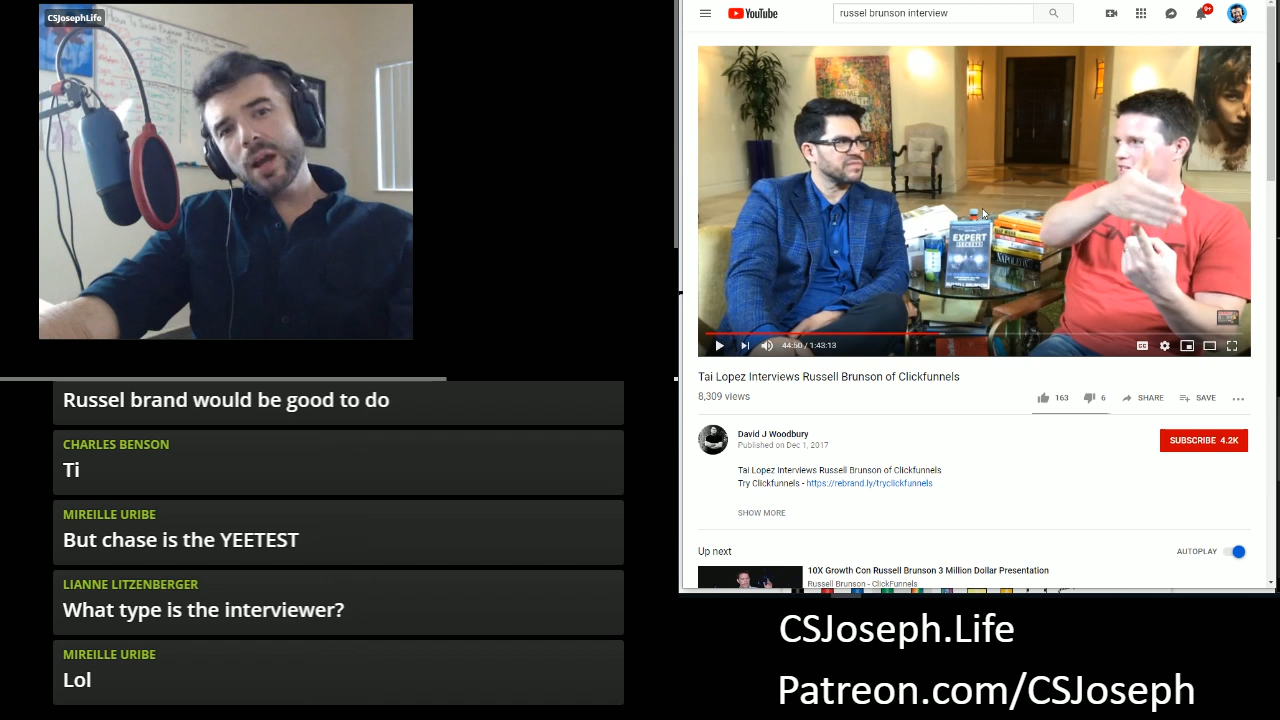 CSJosephLife
Russel brand would be good to do
CHARLES BENSON
Ti
MIREILLE URIBE
But chase is the YEETEST
LIANNE LITZENBERGER
What type is the interviewer?
MIREILLE URIBE
Lol
YouTube
russel brunson interview
9+
EXPERT
SECRETS
NAPOLEON
44:50 / 1:43:13
CC
Tai Lopez Interviews Russell Brunson of Clickfunnels
8,309 views
163
6
SHARE
SAVE
David J Woodbury
Published on Dec 1, 2017
SUBSCRIBE 4.2K
Tai Lopez Interviews Russell Brunson of Clickfunnels
Try Clickfunnels - https://rebrand.ly/tryclickfunnels
SHOW MORE
Up next
AUTOPLAY
10X Growth Con Russell Brunson 3 Million Dollar Presentation
Russell Brunson - ClickFunnels
CSJoseph.Life
Patreon.com/CSJoseph